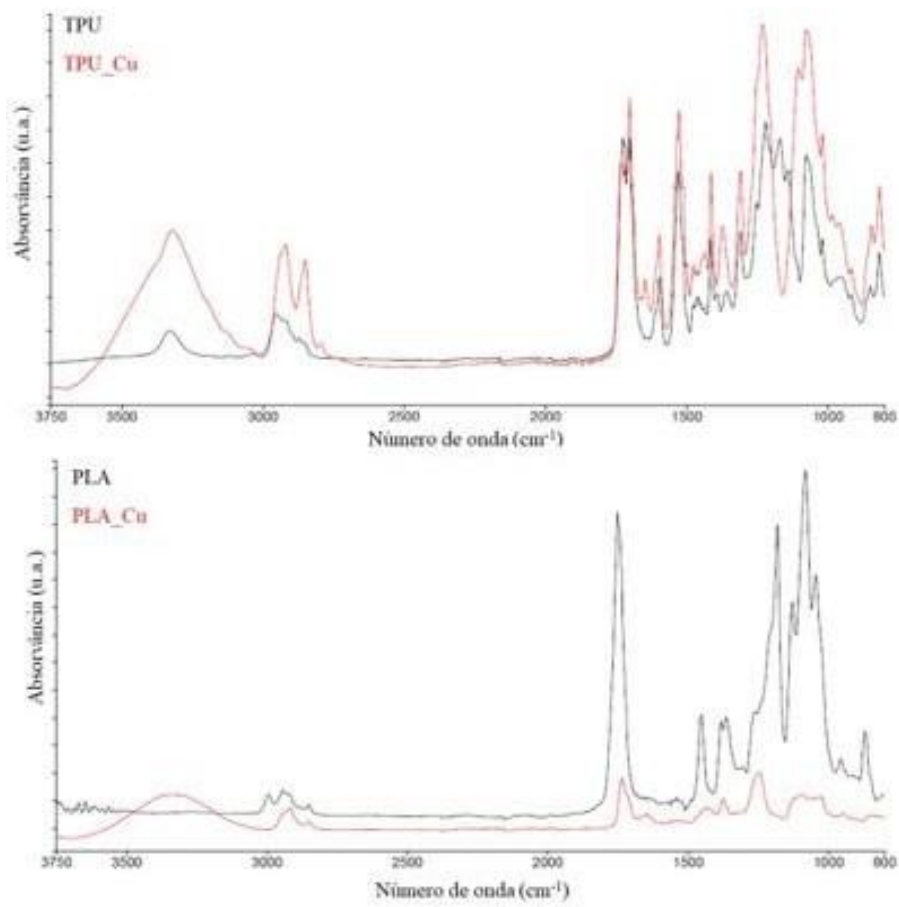 TPU
TPU_Cu
Absorvância (u.a.)
3750 3500 3000 2500 2000 1500 1000 800
Número de onda (cm-1)
PLA
PLA_Cu
Absorvância (u.a.)
3750 3500 3000 2500 2000 1500 1000 800
Número de onda (cm-1)